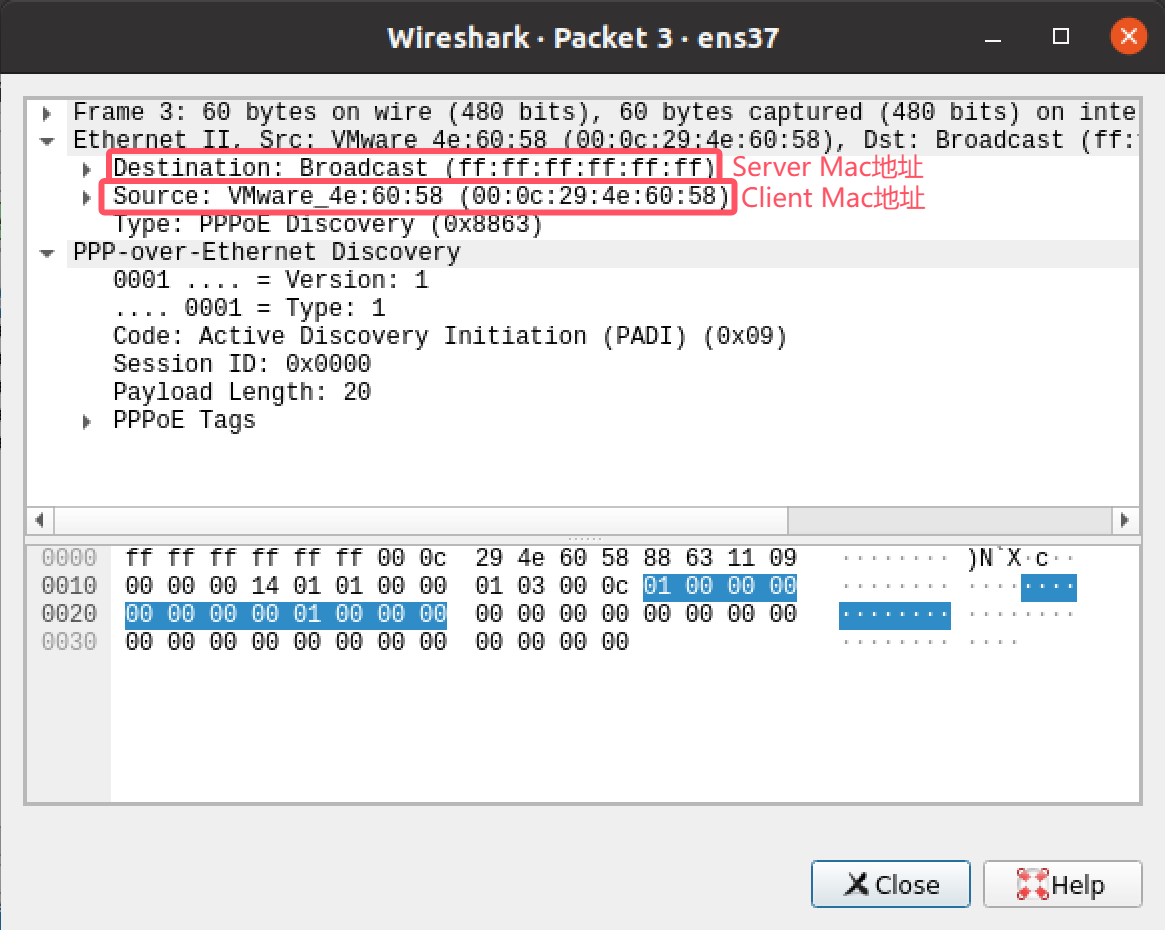 Wireshark · Packet 3 · ens37
Frame 3: 60 bytes on wire (480 bits), 60 bytes captured (480 bits) on inte
Ethernet II, Src: VMware_4e:60:58 (00:0c:29:4e:60:58), Dst: Broadcast (ff:
Destination: Broadcast (ff:ff:ff:ff:ff:ff) Server Mac地址
Source: VMware_4e:60:58 (00:0c:29:4e:60:58) Client Mac地址
Type: PPPoE Discovery (0x8863)
PPP-over-Ethernet Discovery
0001 .... = Version: 1
.... 0001 = Type: 1
Code: Active Discovery Initiation (PADI) (0x09)
Session ID: 0x0000
Payload Length: 20
PPPoE Tags
0000 ff ff ff ff ff ff 00 0c 29 4e 60 58 88 63 11 09 ········ )N`X·c··
0010 00 00 00 14 01 01 00 00 01 03 00 0c 01 00 00 00 ········ ········
0020 00 00 00 00 01 00 00 00 00 00 00 00 00 00 00 00 ········ ········
0030 00 00 00 00 00 00 00 00 00 00 00 00 ········ ····
Close
Help